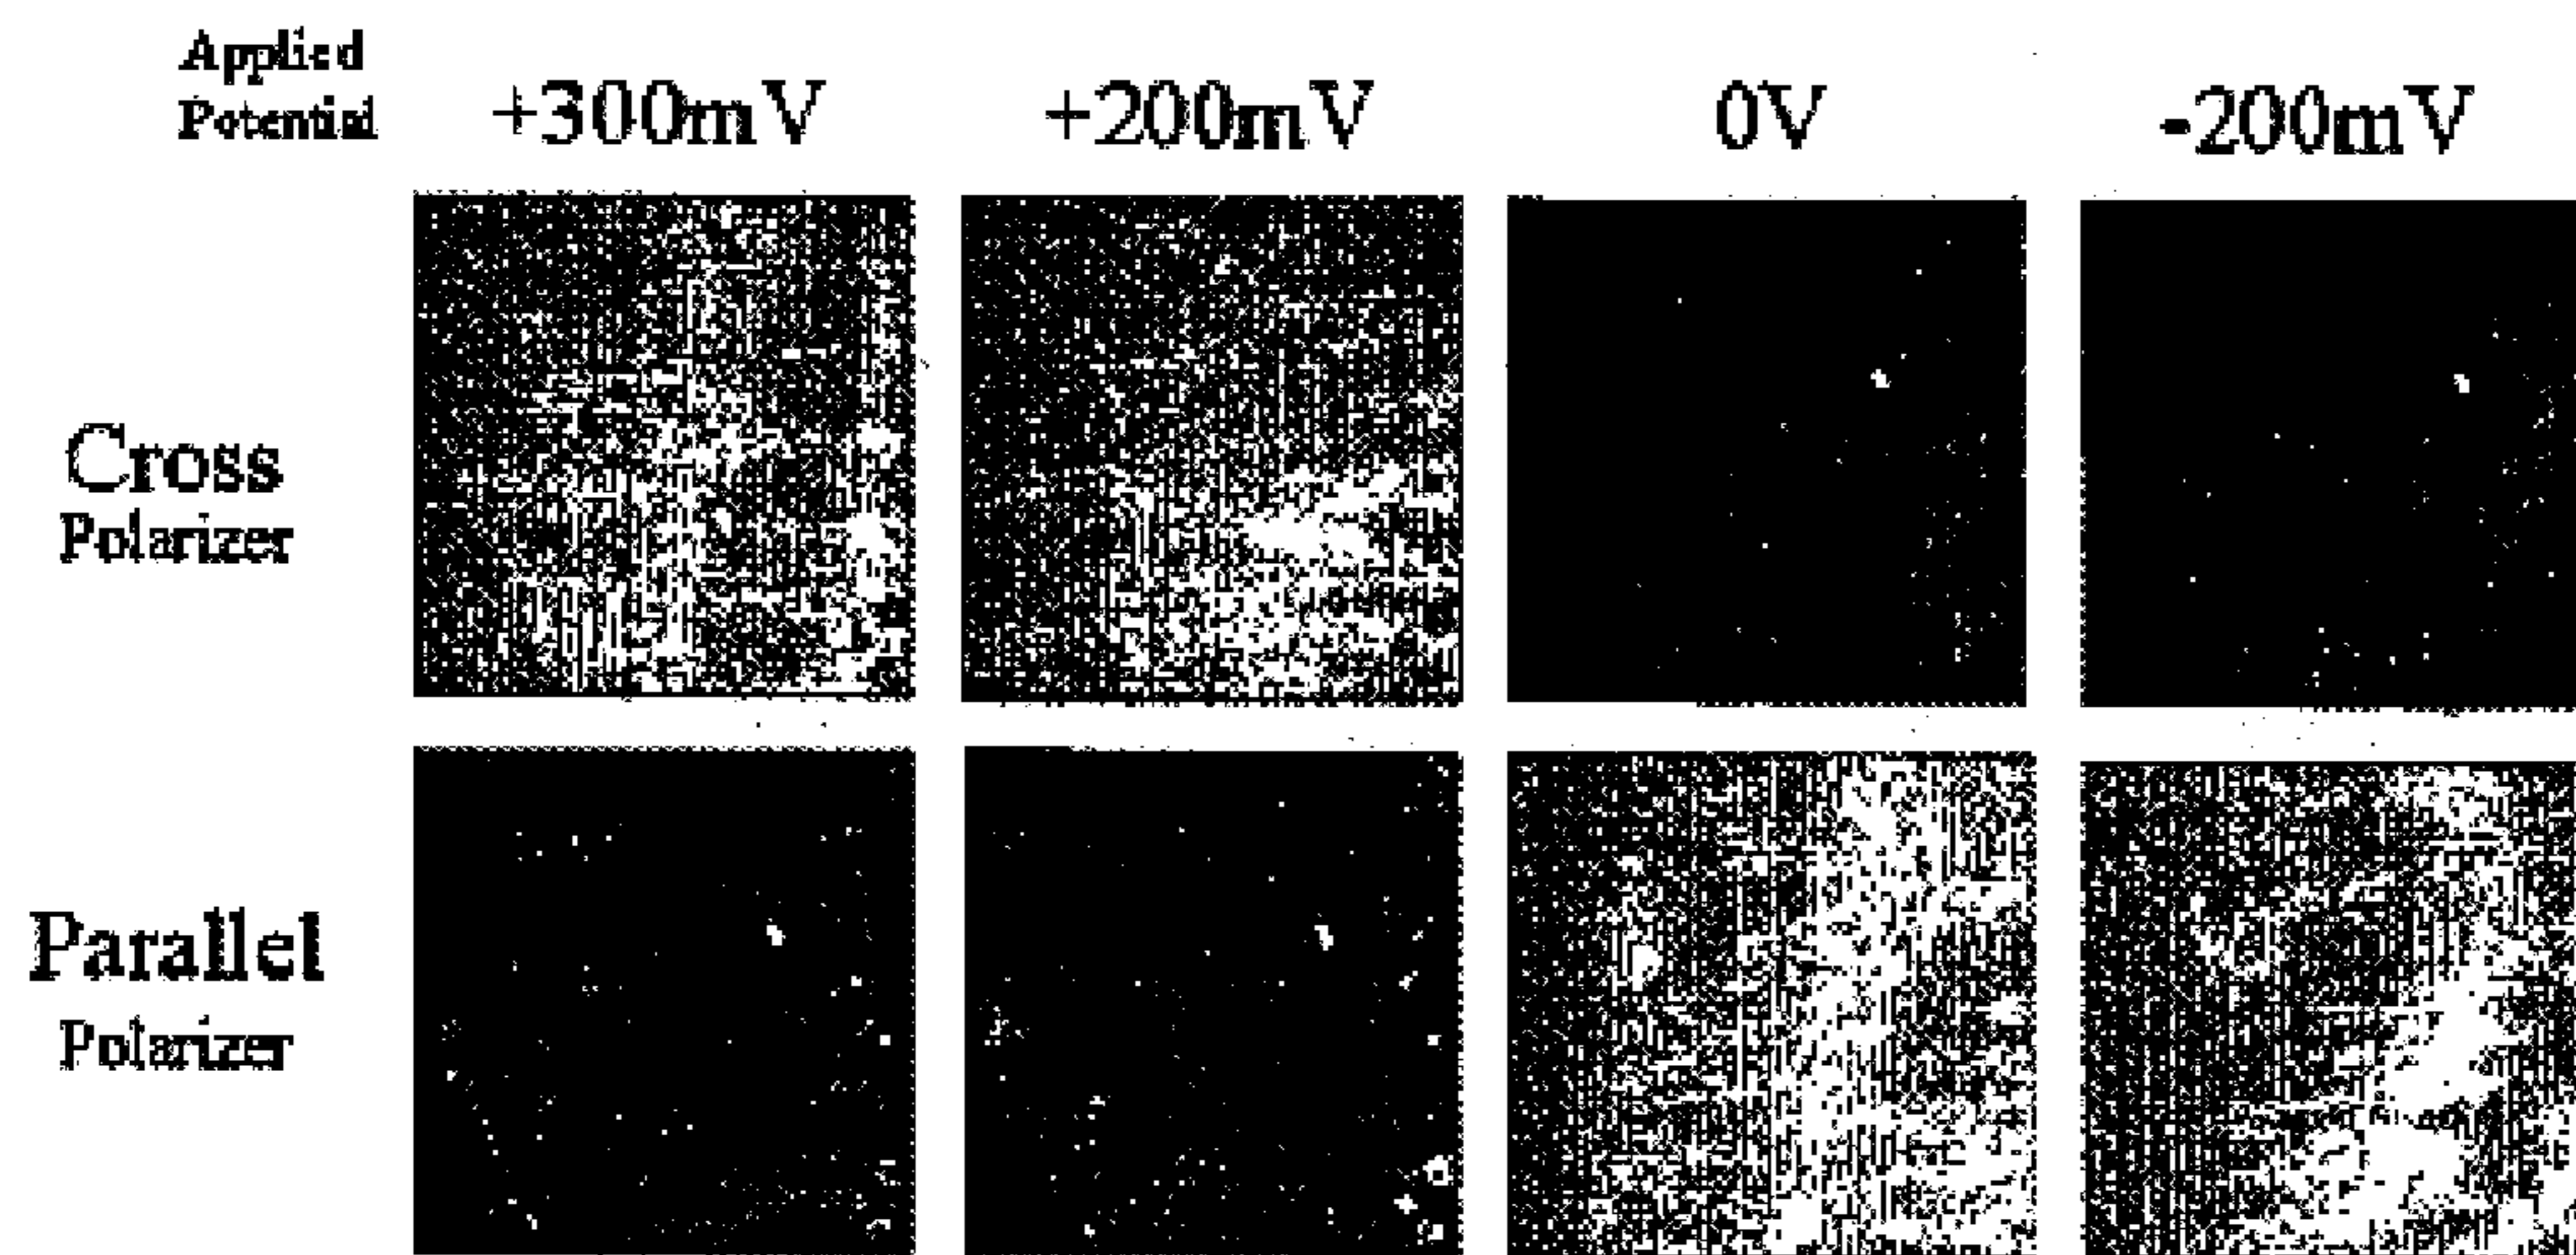 Applied
Potential
+300mV
+200mV
0V
-200mV
Cross
Polarizer
Parallel
Polarizer